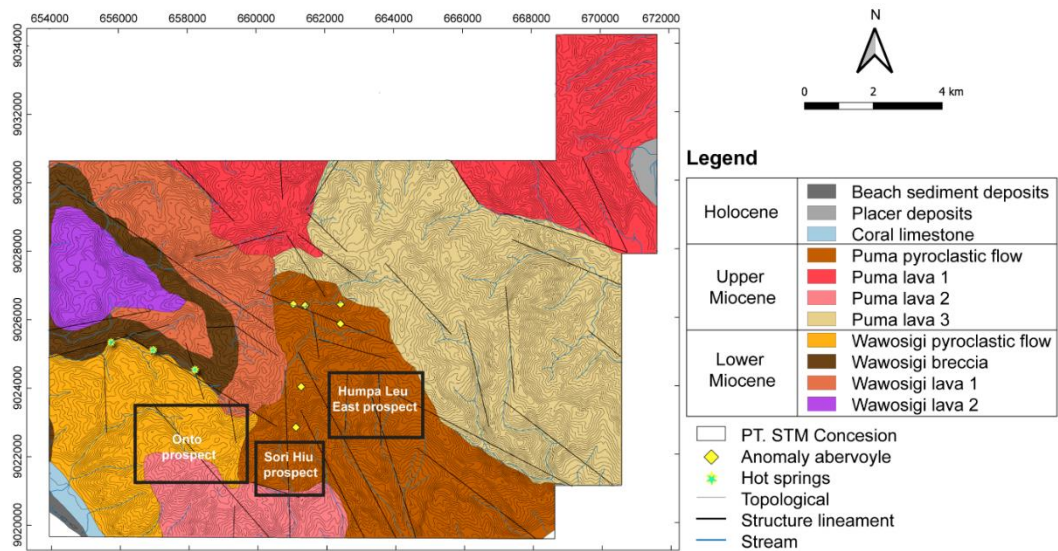 654000 656000 658000 660000 662000 664000 666000 668000 670000 672000
9034000
9032000
9030000
9028000
9026000
9024000
9022000
9020000
Onto
prospect
Sori Hiu
prospect
Humpa Leu
East prospect
N
0 2 4 km
Legend
Holocene
Beach sediment deposits
Placer deposits
Coral limestone
Upper
Miocene
Puma pyroclastic flow
Puma lava 1
Puma lava 2
Puma lava 3
Lower
Miocene
Wawosigi pyroclastic flow
Wawosigi breccia
Wawosigi lava 1
Wawosigi lava 2
PT. STM Concesion
Anomaly abervoyle
Hot springs
Topological
Structure lineament
Stream